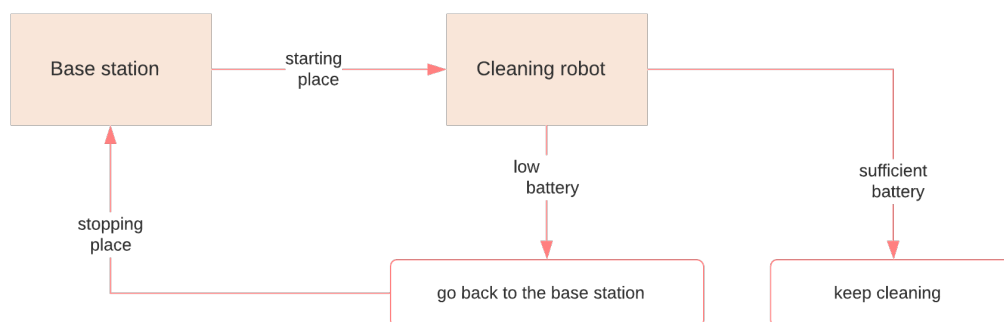 Base station
starting
place
Cleaning robot
low
battery
sufficient
battery
stopping
place
go back to the base station
keep cleaning